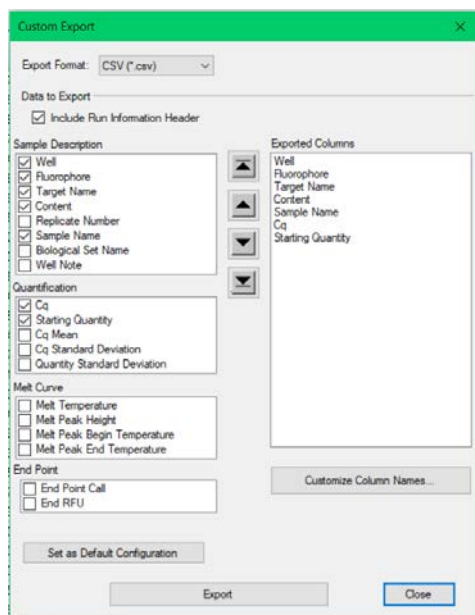 Custom Export
Export Format: CSV (*.csv)
Data to Export
Include Run Information Header
Sample Description
Well
Fluorophore
Target Name
Content
Replicate Number
Sample Name
Biological Set Name
Well Note
Quantification
Cq
Starting Quantity
Cq Mean
Cq Standard Deviation
Quantity Standard Deviation
Melt Curve
Melt Temperature
Melt Peak Height
Melt Peak Begin Temperature
Melt Peak End Temperature
End Point
End Point Call
End RFU
Exported Columns
Well
Fluorophore
Target Name
Content
Sample Name
Cq
Starting Quantity
Customize Column Names...
Set as Default Configuration
Export
Close